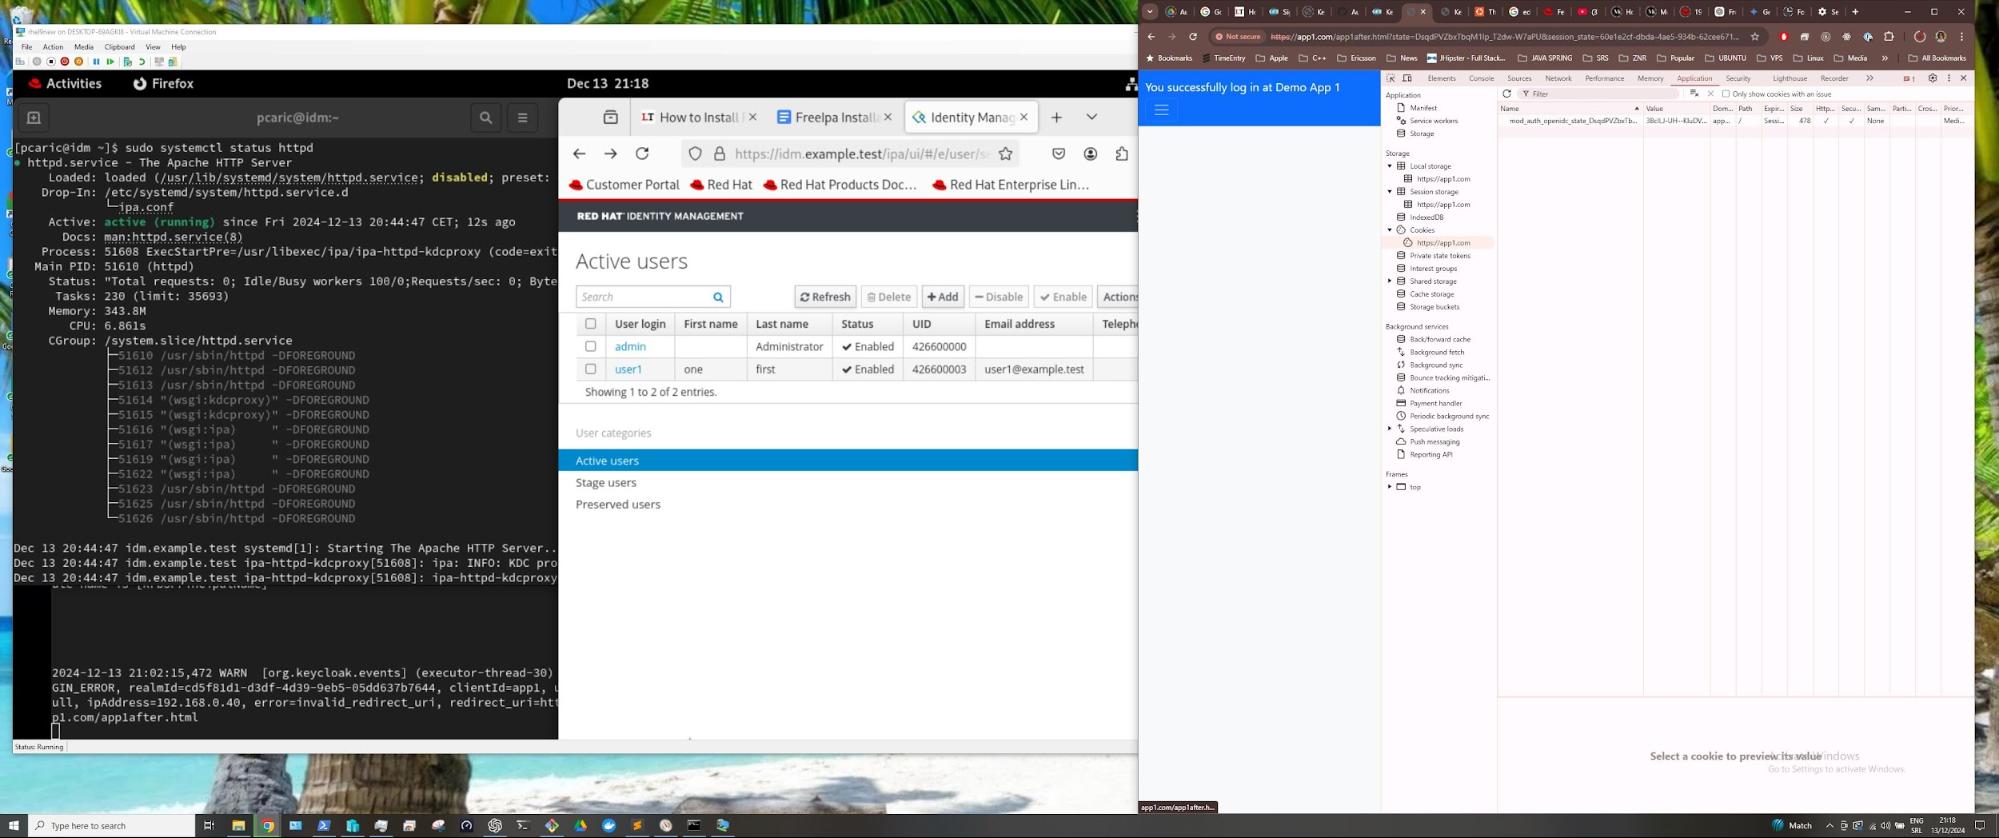 rhel9new on DESKTOP-69AGKI8 - Virtual Machine Connection
File Action Media Clipboard View Help
Activities Firefox
Dec 13 21:18
pcaric@idm:~
[pcaric@idm ~]$ sudo systemctl status httpd
● httpd.service - The Apache HTTP Server
Loaded: loaded (/usr/lib/systemd/system/httpd.service; disabled; preset:
Drop-In: /etc/systemd/system/httpd.service.d
└─ipa.conf
Active: active (running) since Fri 2024-12-13 20:44:47 CET; 12s ago
Docs: man:httpd.service(8)
Process: 51608 ExecStartPre=/usr/libexec/ipa/ipa-httpd-kdcproxy (code=exit
Main PID: 51610 (httpd)
Status: "Total requests: 0; Idle/Busy workers 100/0;Requests/sec: 0; Byte
Tasks: 230 (limit: 35693)
Memory: 343.8M
CPU: 6.861s
CGroup: /system.slice/httpd.service
├─51610 /usr/sbin/httpd -DFOREGROUND
├─51612 /usr/sbin/httpd -DFOREGROUND
├─51613 /usr/sbin/httpd -DFOREGROUND
├─51614 "(wsgi:kdcproxy)" -DFOREGROUND
├─51615 "(wsgi:kdcproxy)" -DFOREGROUND
├─51616 "(wsgi:ipa) " -DFOREGROUND
├─51617 "(wsgi:ipa) " -DFOREGROUND
├─51619 "(wsgi:ipa) " -DFOREGROUND
├─51622 "(wsgi:ipa) " -DFOREGROUND
├─51623 /usr/sbin/httpd -DFOREGROUND
├─51625 /usr/sbin/httpd -DFOREGROUND
└─51626 /usr/sbin/httpd -DFOREGROUND
Dec 13 20:44:47 idm.example.test systemd[1]: Starting The Apache HTTP Server..
Dec 13 20:44:47 idm.example.test ipa-httpd-kdcproxy[51608]: ipa: INFO: KDC pro
Dec 13 20:44:47 idm.example.test ipa-httpd-kdcproxy[51608]: ipa-httpd-kdcproxy
2024-12-13 21:02:15,472 WARN [org.keycloak.events] (executor-thread-30)
GIN_ERROR, realmId=cd5f81d1-d3df-4d39-9eb5-05dd637b7644, clientId=app1, u
ull, ipAddress=192.168.0.40, error=invalid_redirect_uri, redirect_uri=htt
p1.com/app1after.html
Status: Running
How to Install FreeIpa Installa Identity Manag
https://idm.example.test/ipa/ui/#/e/user/se
Customer Portal Red Hat Red Hat Products Doc... Red Hat Enterprise Lin...
RED HAT IDENTITY MANAGEMENT
Active users
Search Refresh Delete Add Disable Enable Actions
User login First name Last name Status UID Email address Teleph
admin Administrator Enabled 426600000
user1 one first Enabled 426600003 user1@example.test
Showing 1 to 2 of 2 entries.
User categories
Active users
Stage users
Preserved users
Not secure https://app1.com/app1after.html?state=
Bookmarks TimeEntry Apple C++ Ericsson News JHipster - Full Stack... JAVA SPRING SRS ZNR Popular UBUNTU VPS Linux Media » All Bookmarks
You successfully log in at Demo App 1
app1.com/app1after.h...
Elements Console Sources Network Performance Memory Application Security Lighthouse Recorder
Application
Manifest
Service workers
Storage
Storage
Local storage
https://app1.com
Session storage
https://app1.com
IndexedDB
Cookies
https://app1.com
Private state tokens
Interest groups
Shared storage
Cache storage
Storage buckets
Background services
Back/forward cache
Background fetch
Background sync
Bounce tracking mitigati...
Notifications
Payment handler
Periodic background sync
Speculative loads
Push messaging
Reporting API
Frames
top
Filter Only show cookies with an issue
Name Value Dom... Path Expir... Size Http... Secu... Sam... Parti... Cros... Prior...
app... / Sessi... 478 ✓ ✓ None Medi...
Select a cookie to preview its value
Go to Settings to activate Windows.
Type here to search
Match
ENG
SRL
21:18
13/12/2024